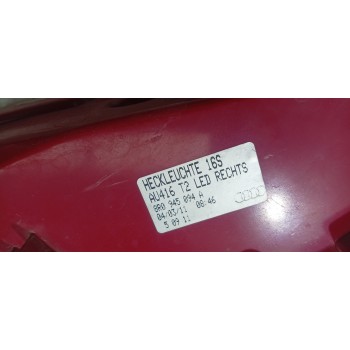 HECKLEUCHTE 16S
AU416 T2 LED RECHTS
8R0 945 094 A
04/03/11 08:46
5 09 11